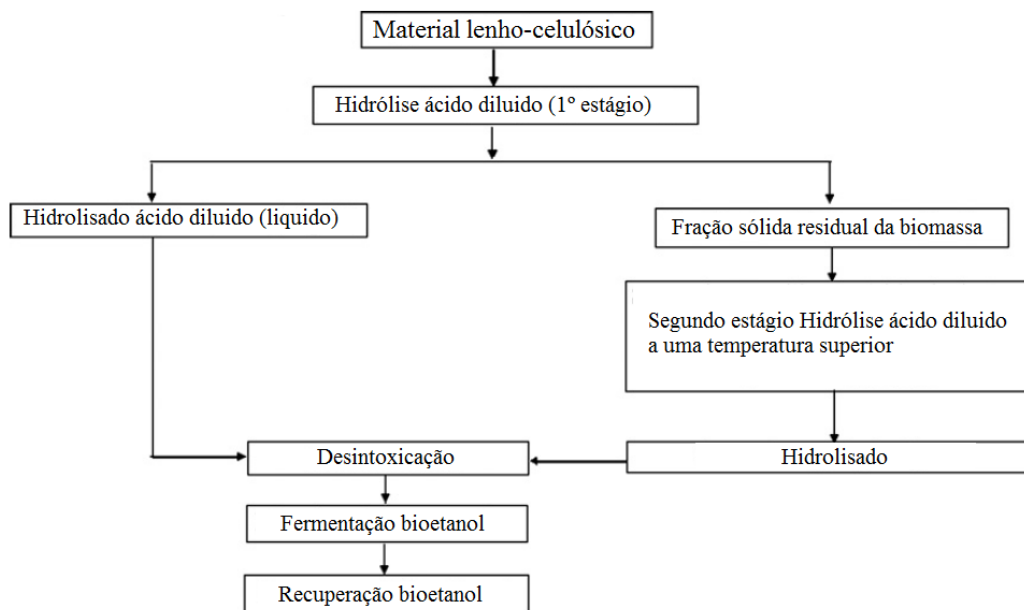 Material lenho-celulósico
Hidrólise ácido diluido (1º estágio)
Hidrolisado ácido diluido (liquido)
Fração sólida residual da biomassa
Segundo estágio Hidrólise ácido diluido
a uma temperatura superior
Desintoxicação
Hidrolisado
Fermentação bioetanol
Recuperação bioetanol